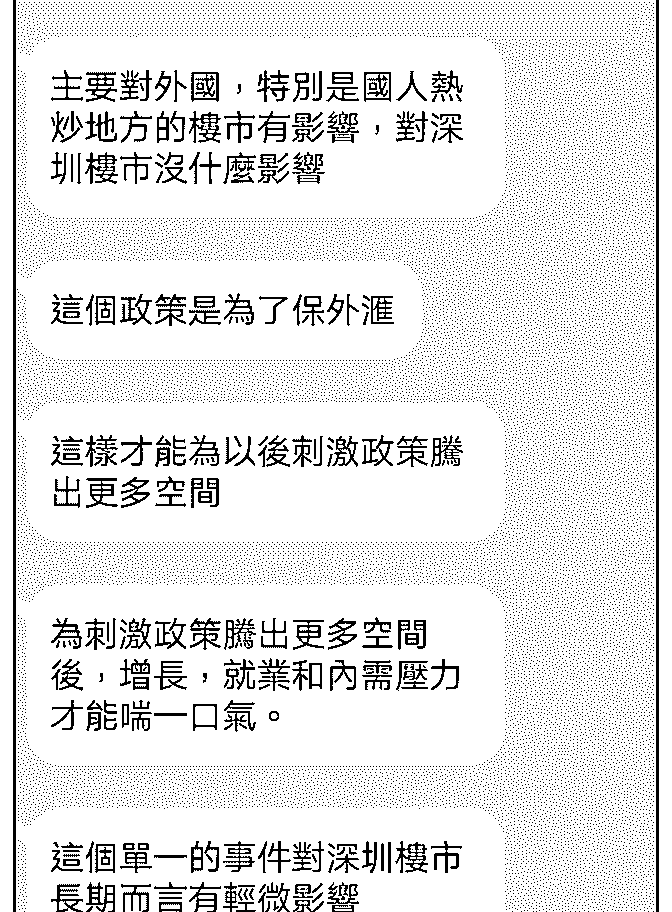 主要對外國，特別是國人熱
炒地方的樓市有影響，對深
圳樓市沒什麼影響
這個政策是為了保外滙
這樣才能為以後刺激政策騰
出更多空間
為刺激政策騰出更多空間
後，增長，就業和內需壓力
才能喘一口氣。
這個單一的事件對深圳樓市
長期而言有輕微影響